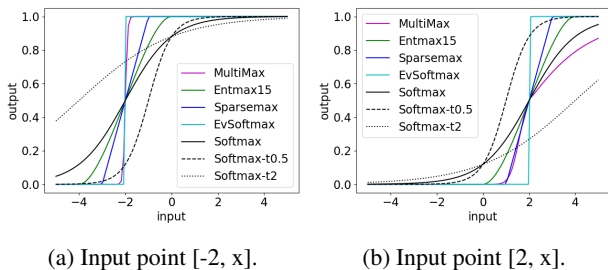 1.0
0.8
0.6
0.4
0.2
0.0
output
MultiMax
Entmax15
Sparsemax
EvSoftmax
Softmax
Softmax-t0.5
Softmax-t2
−4 −2 0 2 4
input
(a) Input point [-2, x].
1.0
0.8
0.6
0.4
0.2
0.0
output
MultiMax
Entmax15
Sparsemax
EvSoftmax
Softmax
Softmax-t0.5
Softmax-t2
−4 −2 0 2 4
input
(b) Input point [2, x].